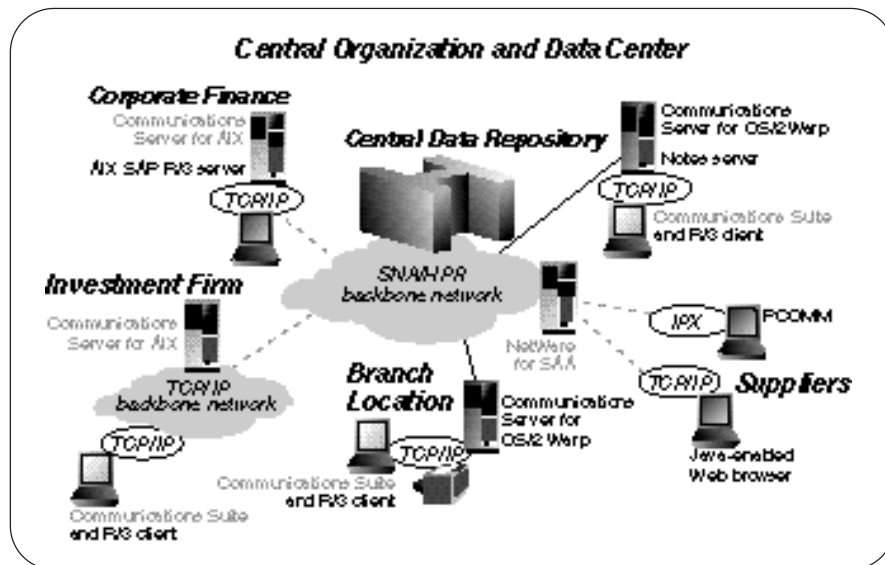 Central Organization and Data Center
Corporate Finance
Communications
Server for AIX
AIX SAP R/3 server
TCP/IP
Central Data Repository
Communications
Server for OS/2 Warp
Notes server
TCP/IP
Communications Suite
and R/3 client
SNA/HPR
backbone network
Investment Firm
Communications
Server for AIX
TCP/IP
backbone network
TCP/IP
Communications Suite
and R/3 client
Branch
Location
TCP/IP
Communications Suite
and R/3 client
Communications
Server for
OS/2 Warp
NetWare
for SAA
IPX
PCOMM
TCP/IP
Suppliers
Java-enabled
Web browser